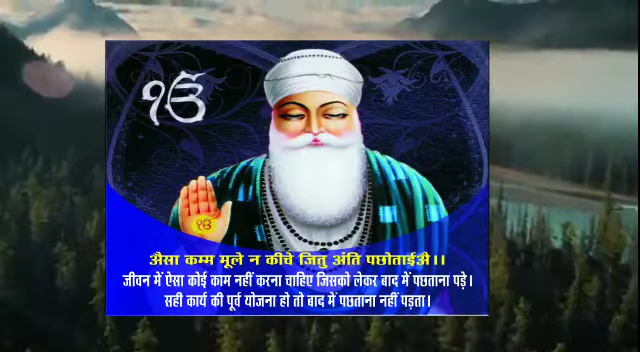 ੴ
ੴ
ऐसा कम्म मूले न कीचे जितु अंति पछोताईऐ।।
जीवन में ऐसा कोई काम नहीं करना चाहिए जिसको लेकर बाद में पछताना पड़े।
सही कार्य की पूर्व योजना हो तो बाद में पछताना नहीं पड़ता।